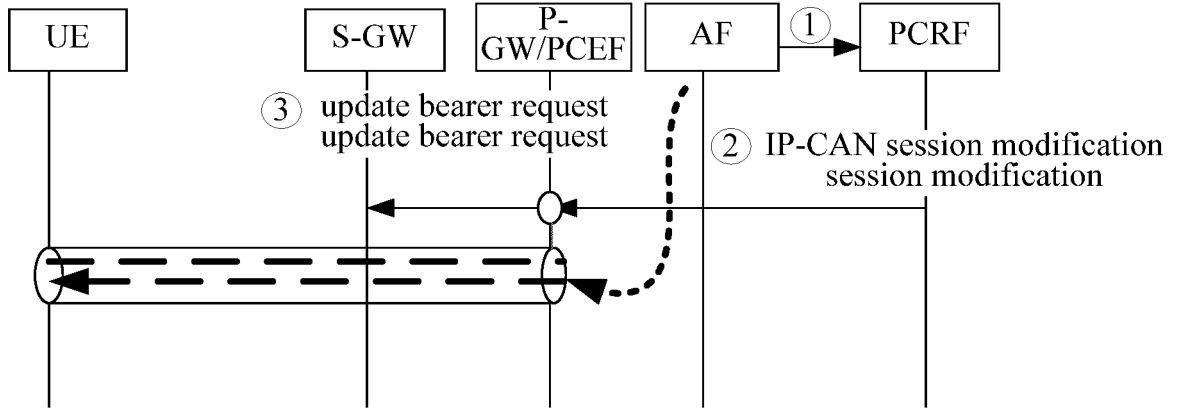 UE
S-GW
P-
GW/PCEF
AF
1
PCRF
3 update bearer request
update bearer request
2 IP-CAN session modification
session modification